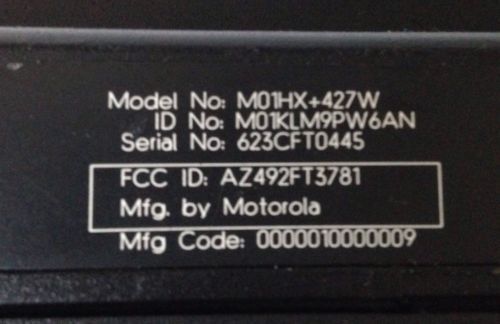 Model No: M01HX+427W
ID No: M01KLM9PW6AN
Serial No: 623CFT0445
FCC ID: AZ492FT3781
Mfg. by Motorola
Mfg Code: 0000010000009